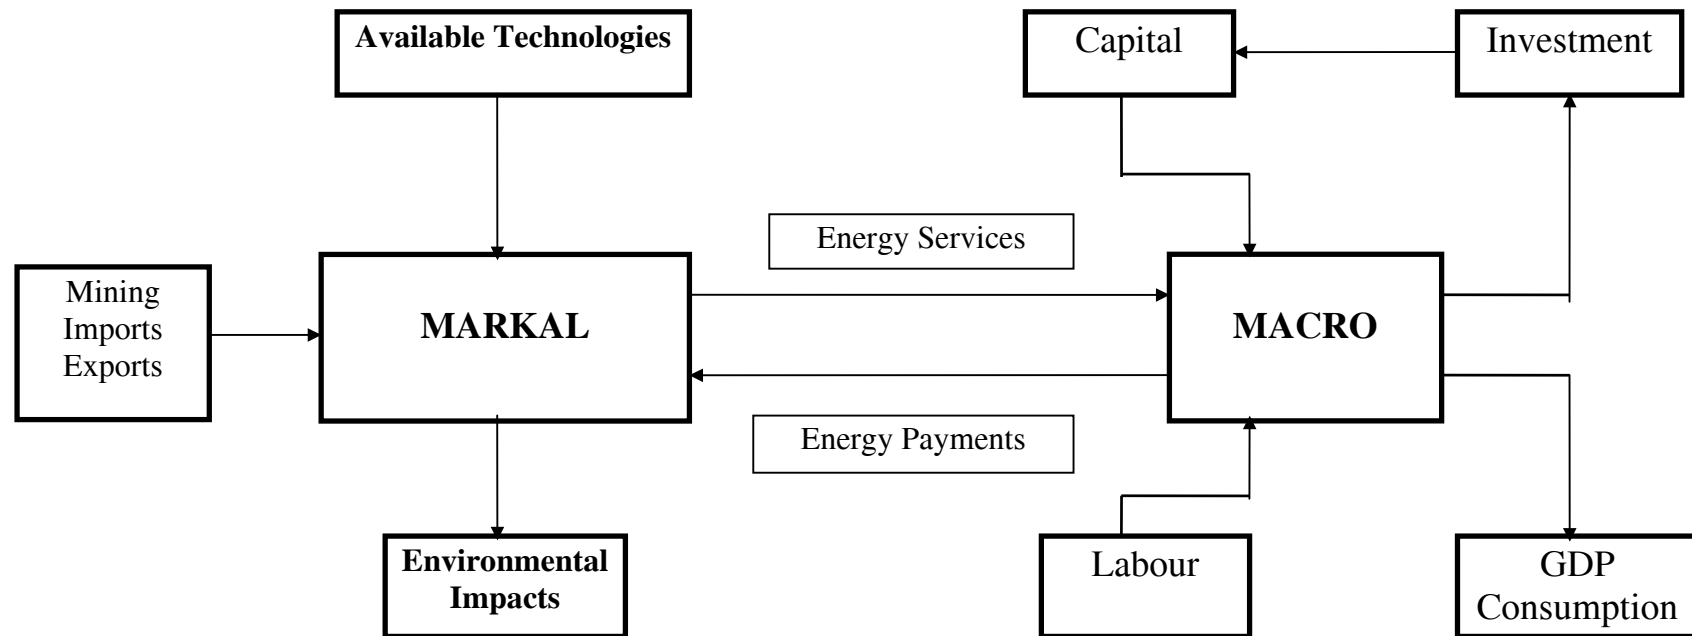 Available Technologies
Capital
Investment
Energy Services
Mining
Imports
Exports
MARKAL
MACRO
Energy Payments
Environmental
Impacts
Labour
GDP
Consumption